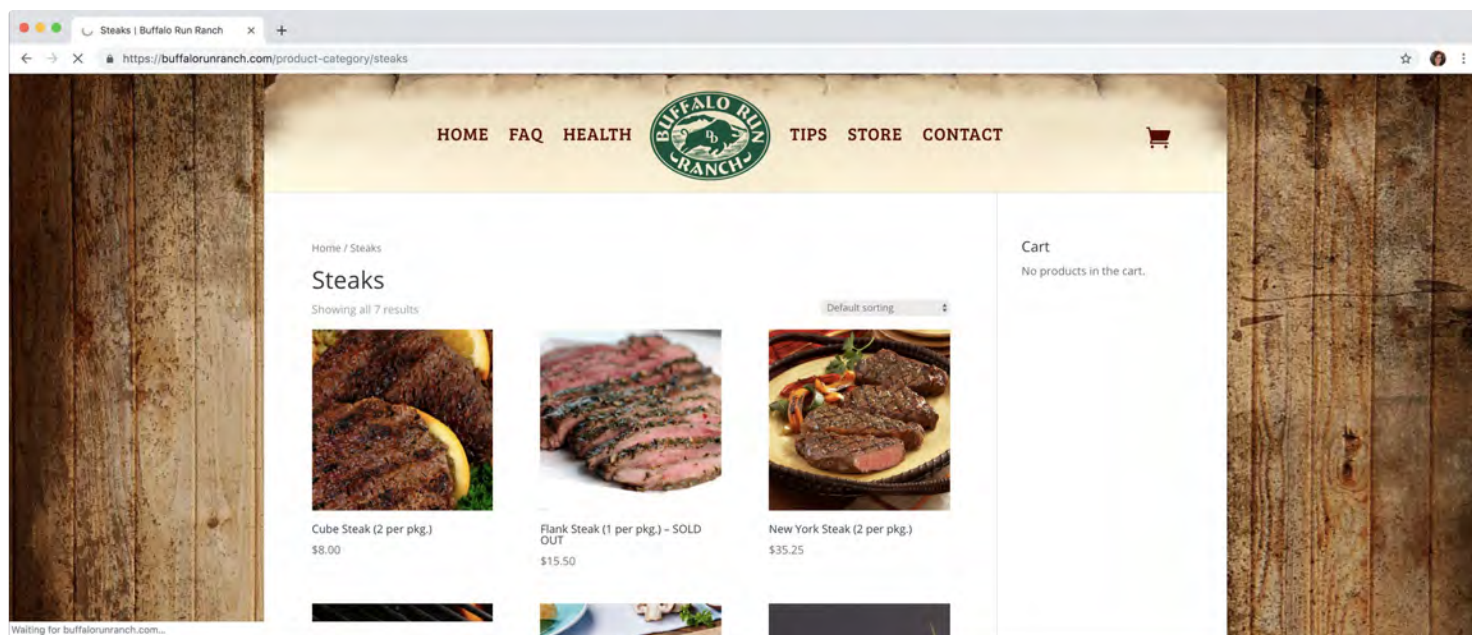 Steaks | Buffalo Run Ranch
https://buffalorunranch.com/product-category/steaks
HOME FAQ HEALTH BUFFALO RUN RANCH TIPS STORE CONTACT
Home / Steaks
Steaks
Showing all 7 results
Default sorting
Cart
No products in the cart.
Cube Steak (2 per pkg.)
$8.00
Flank Steak (1 per pkg.) – SOLD
OUT
$15.50
New York Steak (2 per pkg.)
$35.25
Waiting for buffalorunranch.com...